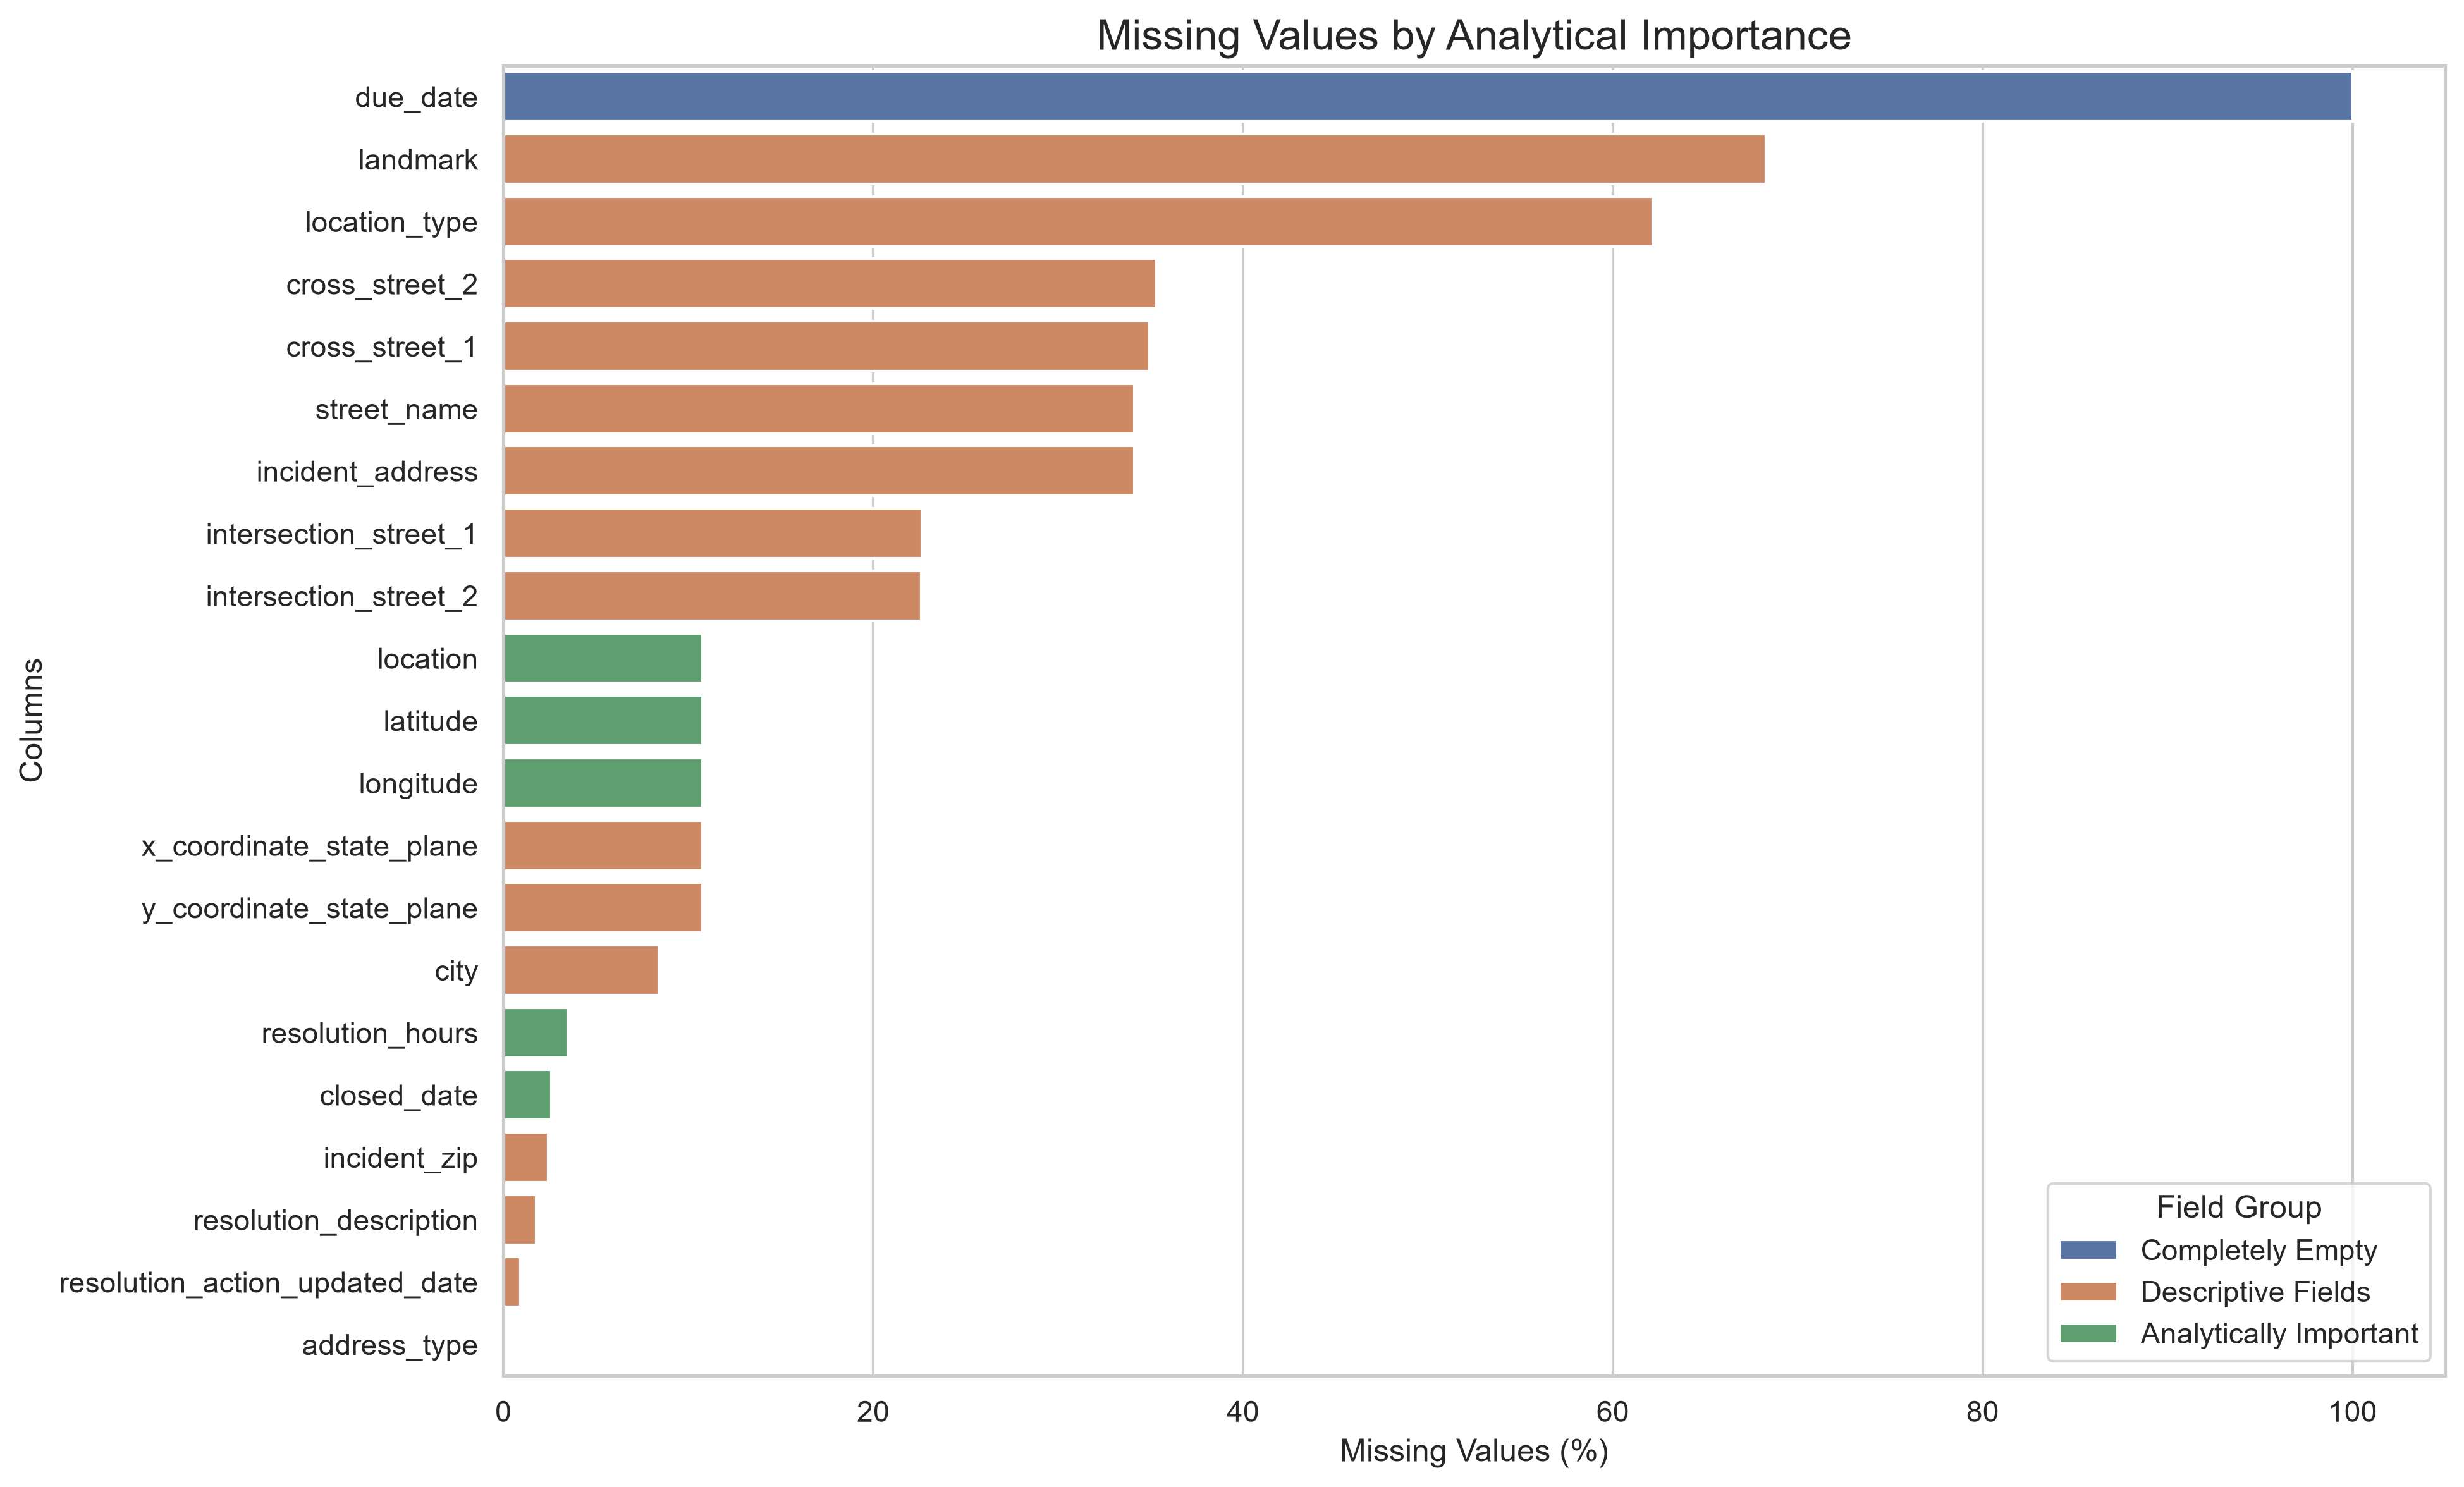 Missing Values by Analytical Importance
due_date
landmark
location_type
cross_street_2
cross_street_1
street_name
incident_address
intersection_street_1
intersection_street_2
location
latitude
longitude
x_coordinate_state_plane
y_coordinate_state_plane
city
resolution_hours
closed_date
incident_zip
resolution_description
resolution_action_updated_date
address_type
Columns
0 20 40 60 80 100
Missing Values (%)
Field Group
Completely Empty
Descriptive Fields
Analytically Important